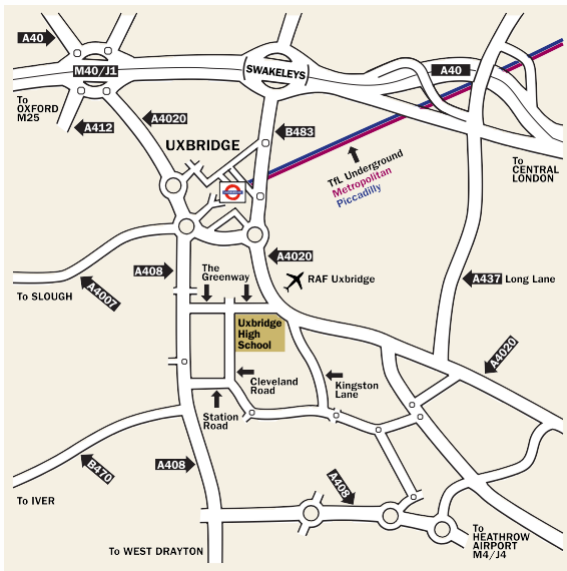 A40
M40/J1
SWAKELEYS
A40
To
OXFORD
M25
A412
A4020
UXBRIDGE
B483
TfL Underground
Metropolitan
Piccadilly
To
CENTRAL
LONDON
A408
The
Greenway
A4020
RAF Uxbridge
A437 Long Lane
To SLOUGH
A4007
Uxbridge
High
School
A4020
Cleveland
Road
Kingston
Lane
Station
Road
A408
B470
A408
To IVER
To WEST DRAYTON
To
HEATHROW
AIRPORT
M4/J4